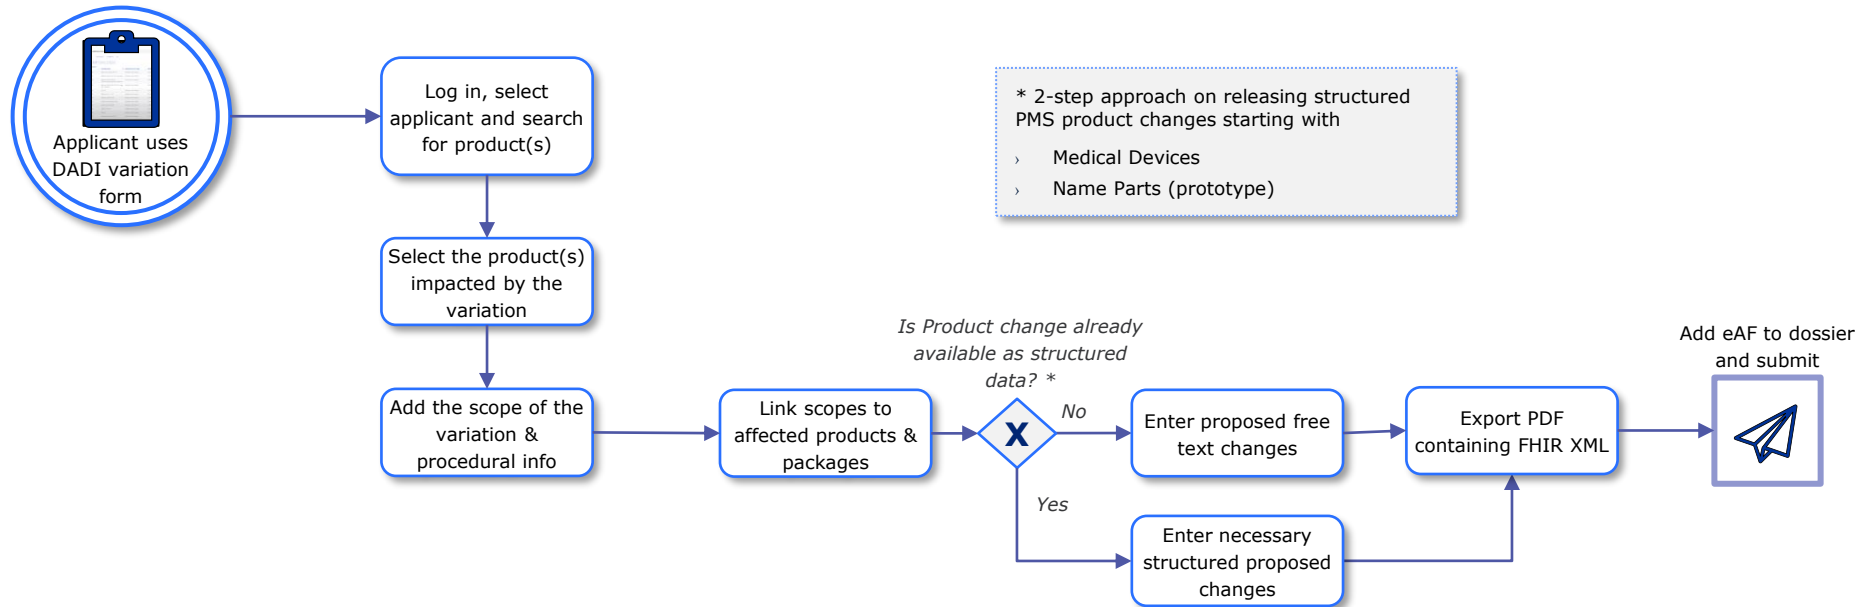 Applicant uses
DADI variation
form
Log in, select
applicant and search
for product(s)
* 2-step approach on releasing structured
PMS product changes starting with
› Medical Devices
› Name Parts (prototype)
Select the product(s)
impacted by the
variation
Add the scope of the
variation &
procedural info
Link scopes to
affected products &
packages
Is Product change already
available as structured
data? *
X
No
Yes
Enter proposed free
text changes
Enter necessary
structured proposed
changes
Export PDF
containing FHIR XML
Add eAF to dossier
and submit